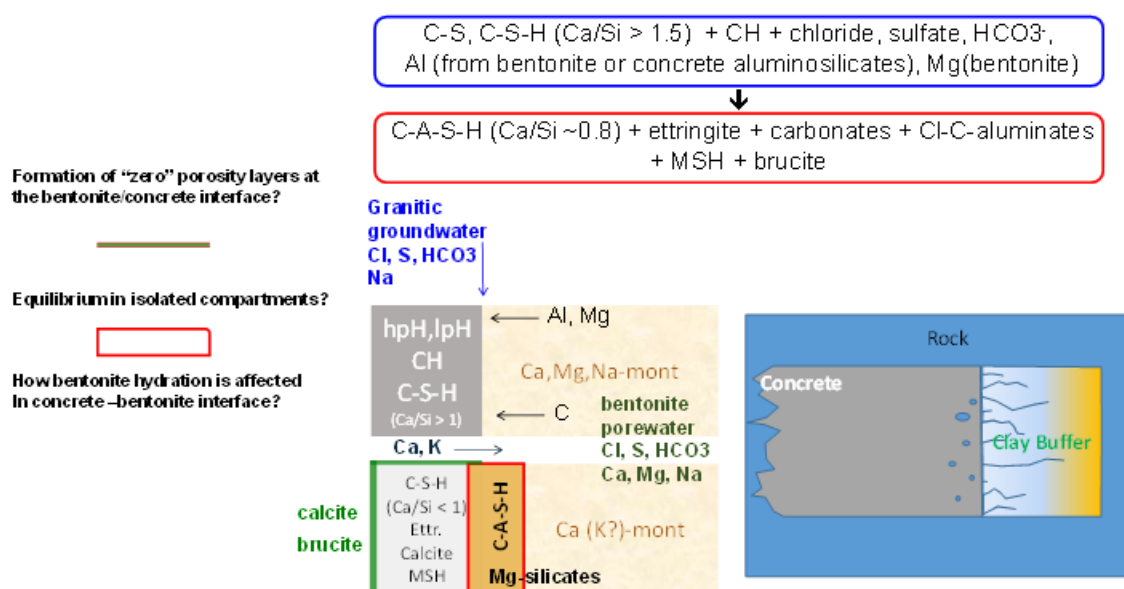 C-S, C-S-H (Ca/Si > 1.5) + CH + chloride, sulfate, HCO3-,
Al (from bentonite or concrete aluminosilicates), Mg(bentonite)
C-A-S-H (Ca/Si ~0.8) + ettringite + carbonates + Cl-C-aluminates
+ MSH + brucite
Formation of “zero” porosity layers at
the bentonite/concrete interface?
Equilibrium in isolated compartments?
How bentonite hydration is affected
In concrete –bentonite interface?
Granitic
groundwater
Cl, S, HCO3
Na
hpH,lpH
CH
C-S-H
(Ca/Si > 1)
Al, Mg
Ca,Mg,Na-mont
C
bentonite
porewater
Cl, S, HCO3
Ca, Mg, Na
Ca, K
calcite
brucite
C-S-H
(Ca/Si < 1)
Ettr.
Calcite
MSH
C-A-S-H
Ca (K?)-mont
Mg-silicates
Rock
Concrete
Clay Buffer